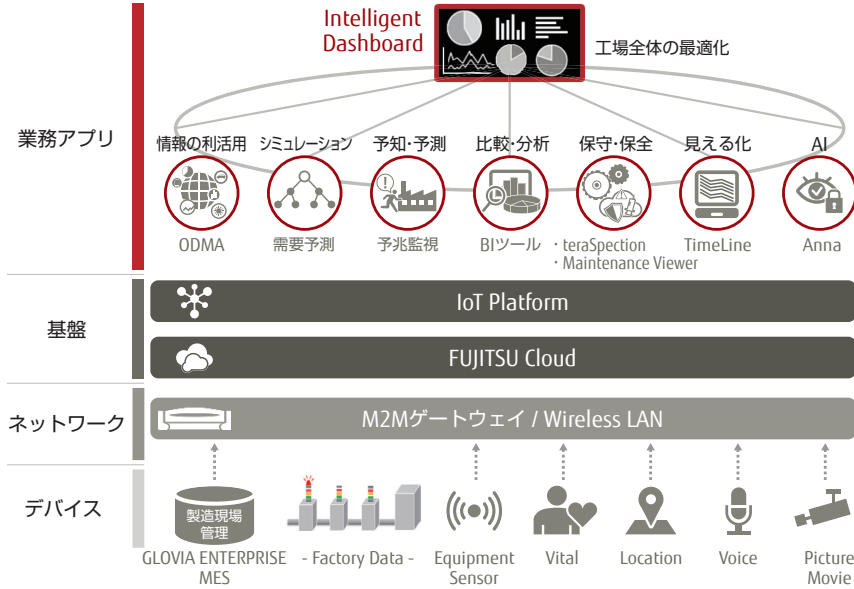 Intelligent
Dashboard
工場全体の最適化
業務アプリ
情報の利活用 シミュレーション 予知・予測 比較・分析 保守・保全 見える化 AI
ODMA 需要予測 予兆監視 BIツール ・teraSpection TimeLine Anna
・Maintenance Viewer
基盤
IoT Platform
FUJITSU Cloud
ネットワーク
M2Mゲートウェイ / Wireless LAN
デバイス
製造現場
管理
GLOVIA ENTERPRISE - Factory Data - Equipment Vital Location Voice Picture
MES Sensor Movie